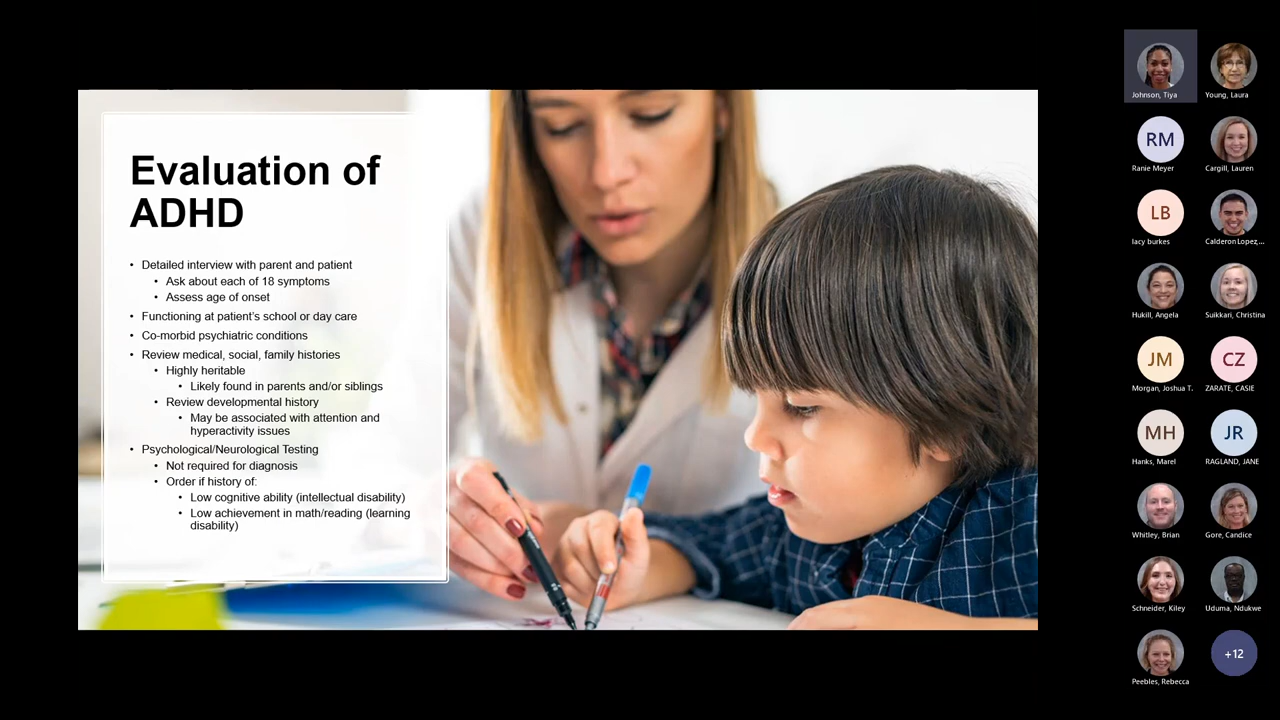 Evaluation of
ADHD
• Detailed interview with parent and patient
• Ask about each of 18 symptoms
• Assess age of onset
• Functioning at patient's school or day care
• Co-morbid psychiatric conditions
• Review medical, social, family histories
• Highly heritable
• Likely found in parents and/or siblings
• Review developmental history
• May be associated with attention and
hyperactivity issues
• Psychological/Neurological Testing
• Not required for diagnosis
• Order if history of:
• Low cognitive ability (intellectual disability)
• Low achievement in math/reading (learning
disability)
Johnson, Tiya
Young, Laura
RM
Ranie Meyer
Cargill, Lauren
LB
lacy burkes
Calderon Lopez,...
Hukill, Angela
Suikkari, Christina
JM
Morgan, Joshua T.
CZ
ZARATE, CASIE
MH
Hanks, Marel
JR
RAGLAND, JANE
Whitley, Brian
Gore, Candice
Schneider, Kiley
Uduma, Ndukwe
Peebles, Rebecca
+12